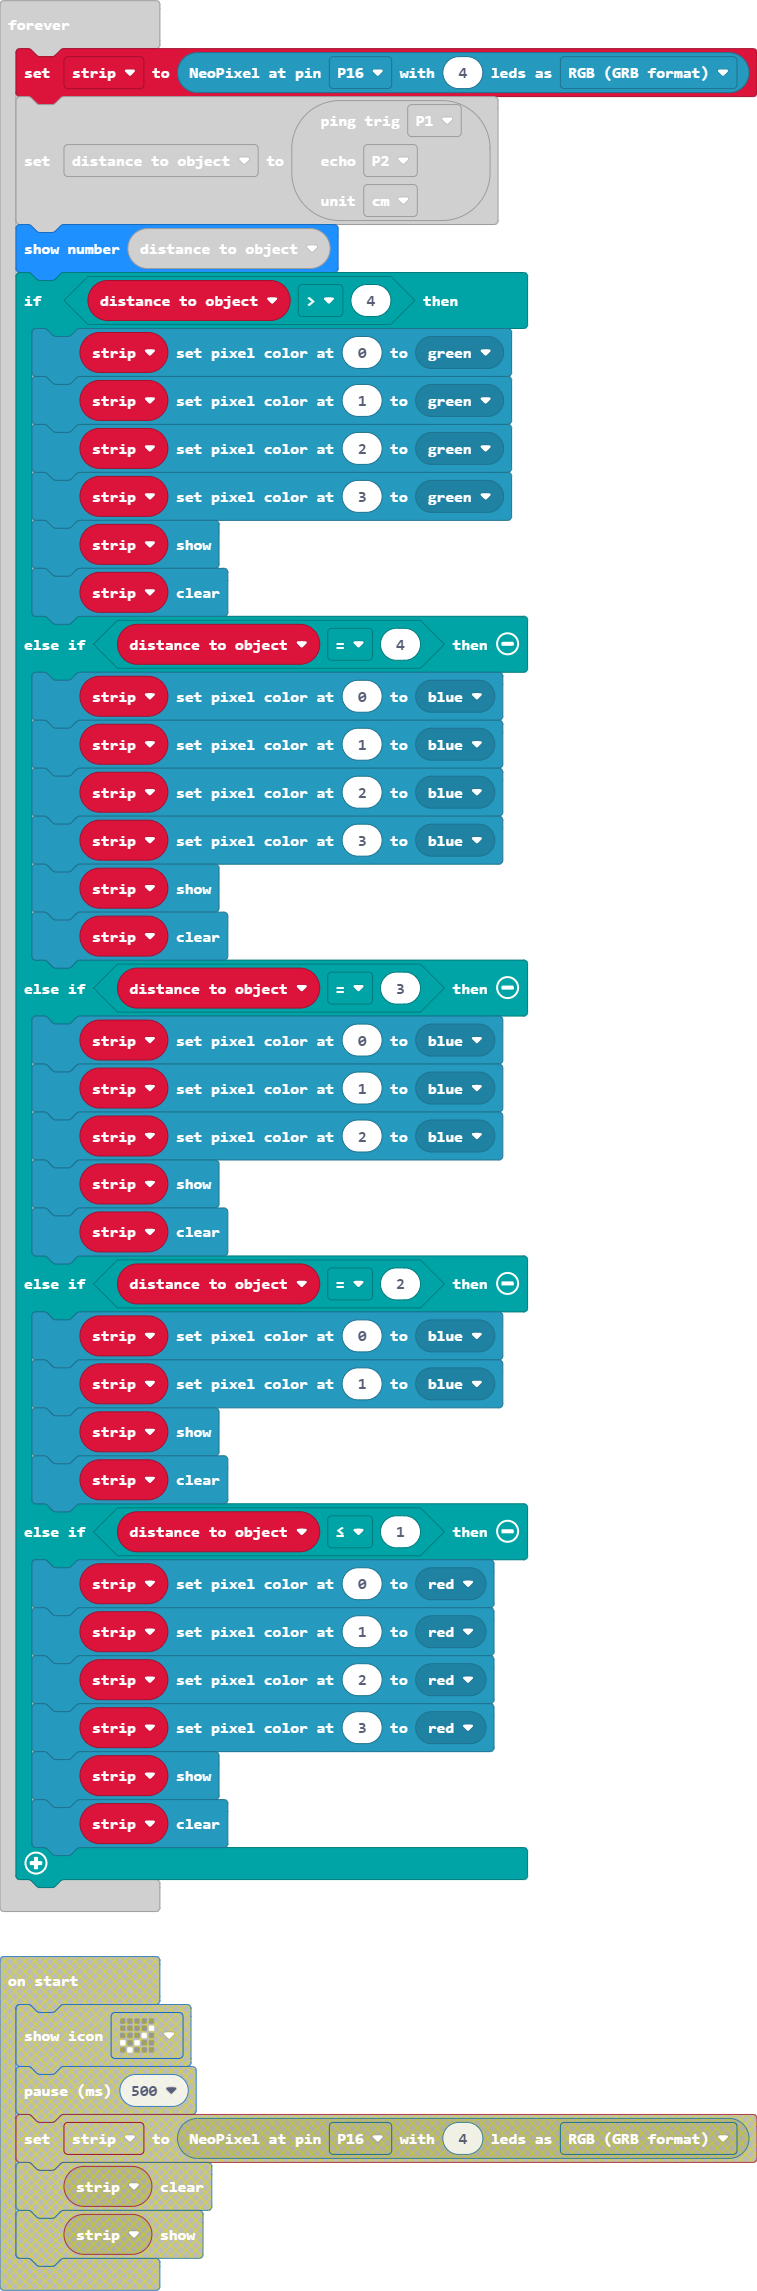 forever
set strip to NeoPixel at pin P16 with 4 leds as RGB (GRB format)
ping trig P1
set distance to object to echo P2
unit cm
show number distance to object
if distance to object > 4 then
strip set pixel color at 0 to green
strip set pixel color at 1 to green
strip set pixel color at 2 to green
strip set pixel color at 3 to green
strip show
strip clear
else if distance to object = 4 then
strip set pixel color at 0 to blue
strip set pixel color at 1 to blue
strip set pixel color at 2 to blue
strip set pixel color at 3 to blue
strip show
strip clear
else if distance to object = 3 then
strip set pixel color at 0 to blue
strip set pixel color at 1 to blue
strip set pixel color at 2 to blue
strip show
strip clear
else if distance to object = 2 then
strip set pixel color at 0 to blue
strip set pixel color at 1 to blue
strip show
strip clear
else if distance to object ≤ 1 then
strip set pixel color at 0 to red
strip set pixel color at 1 to red
strip set pixel color at 2 to red
strip set pixel color at 3 to red
strip show
strip clear
on start
show icon
pause (ms) 500
set strip to NeoPixel at pin P16 with 4 leds as RGB (GRB format)
strip clear
strip show